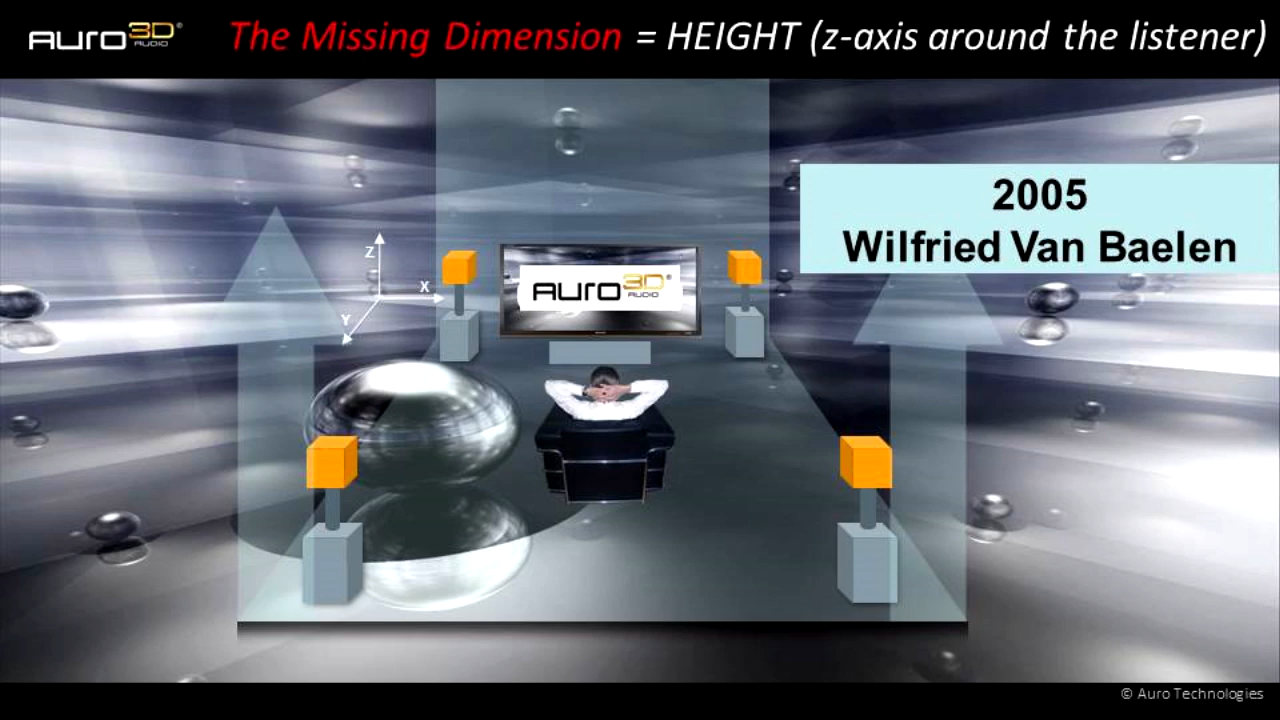 AURO 3D® AUDIO
The Missing Dimension = HEIGHT (z-axis around the listener)
2005
Wilfried Van Baelen
Z
X
Y
AURO 3D® AUDIO
© Auro Technologies